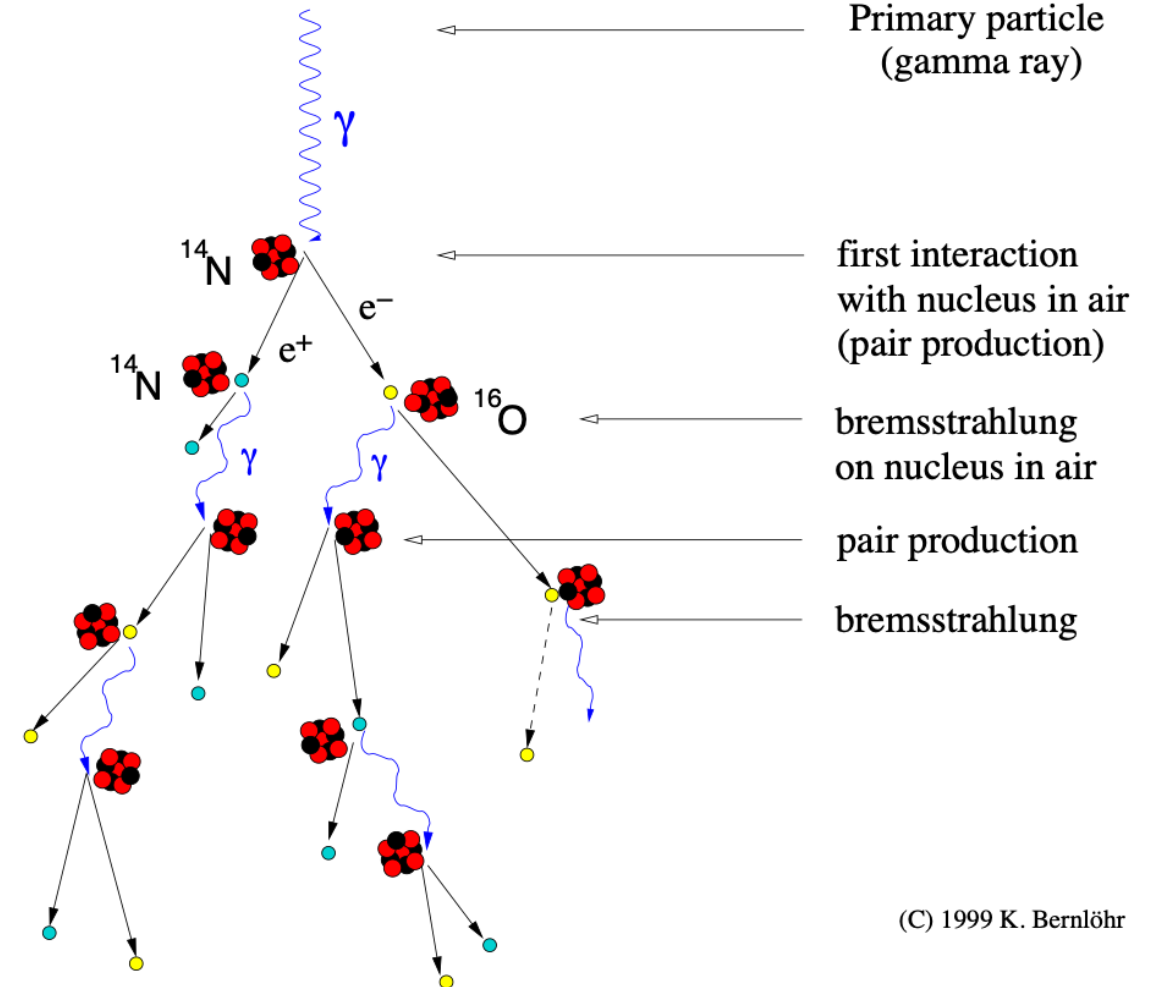 Primary particle
(gamma ray)
γ
¹⁴N
first interaction
with nucleus in air
(pair production)
e⁻
e⁺
¹⁴N
¹⁶O
bremsstrahlung
on nucleus in air
γ
γ
pair production
bremsstrahlung
(C) 1999 K. Bernlöhr